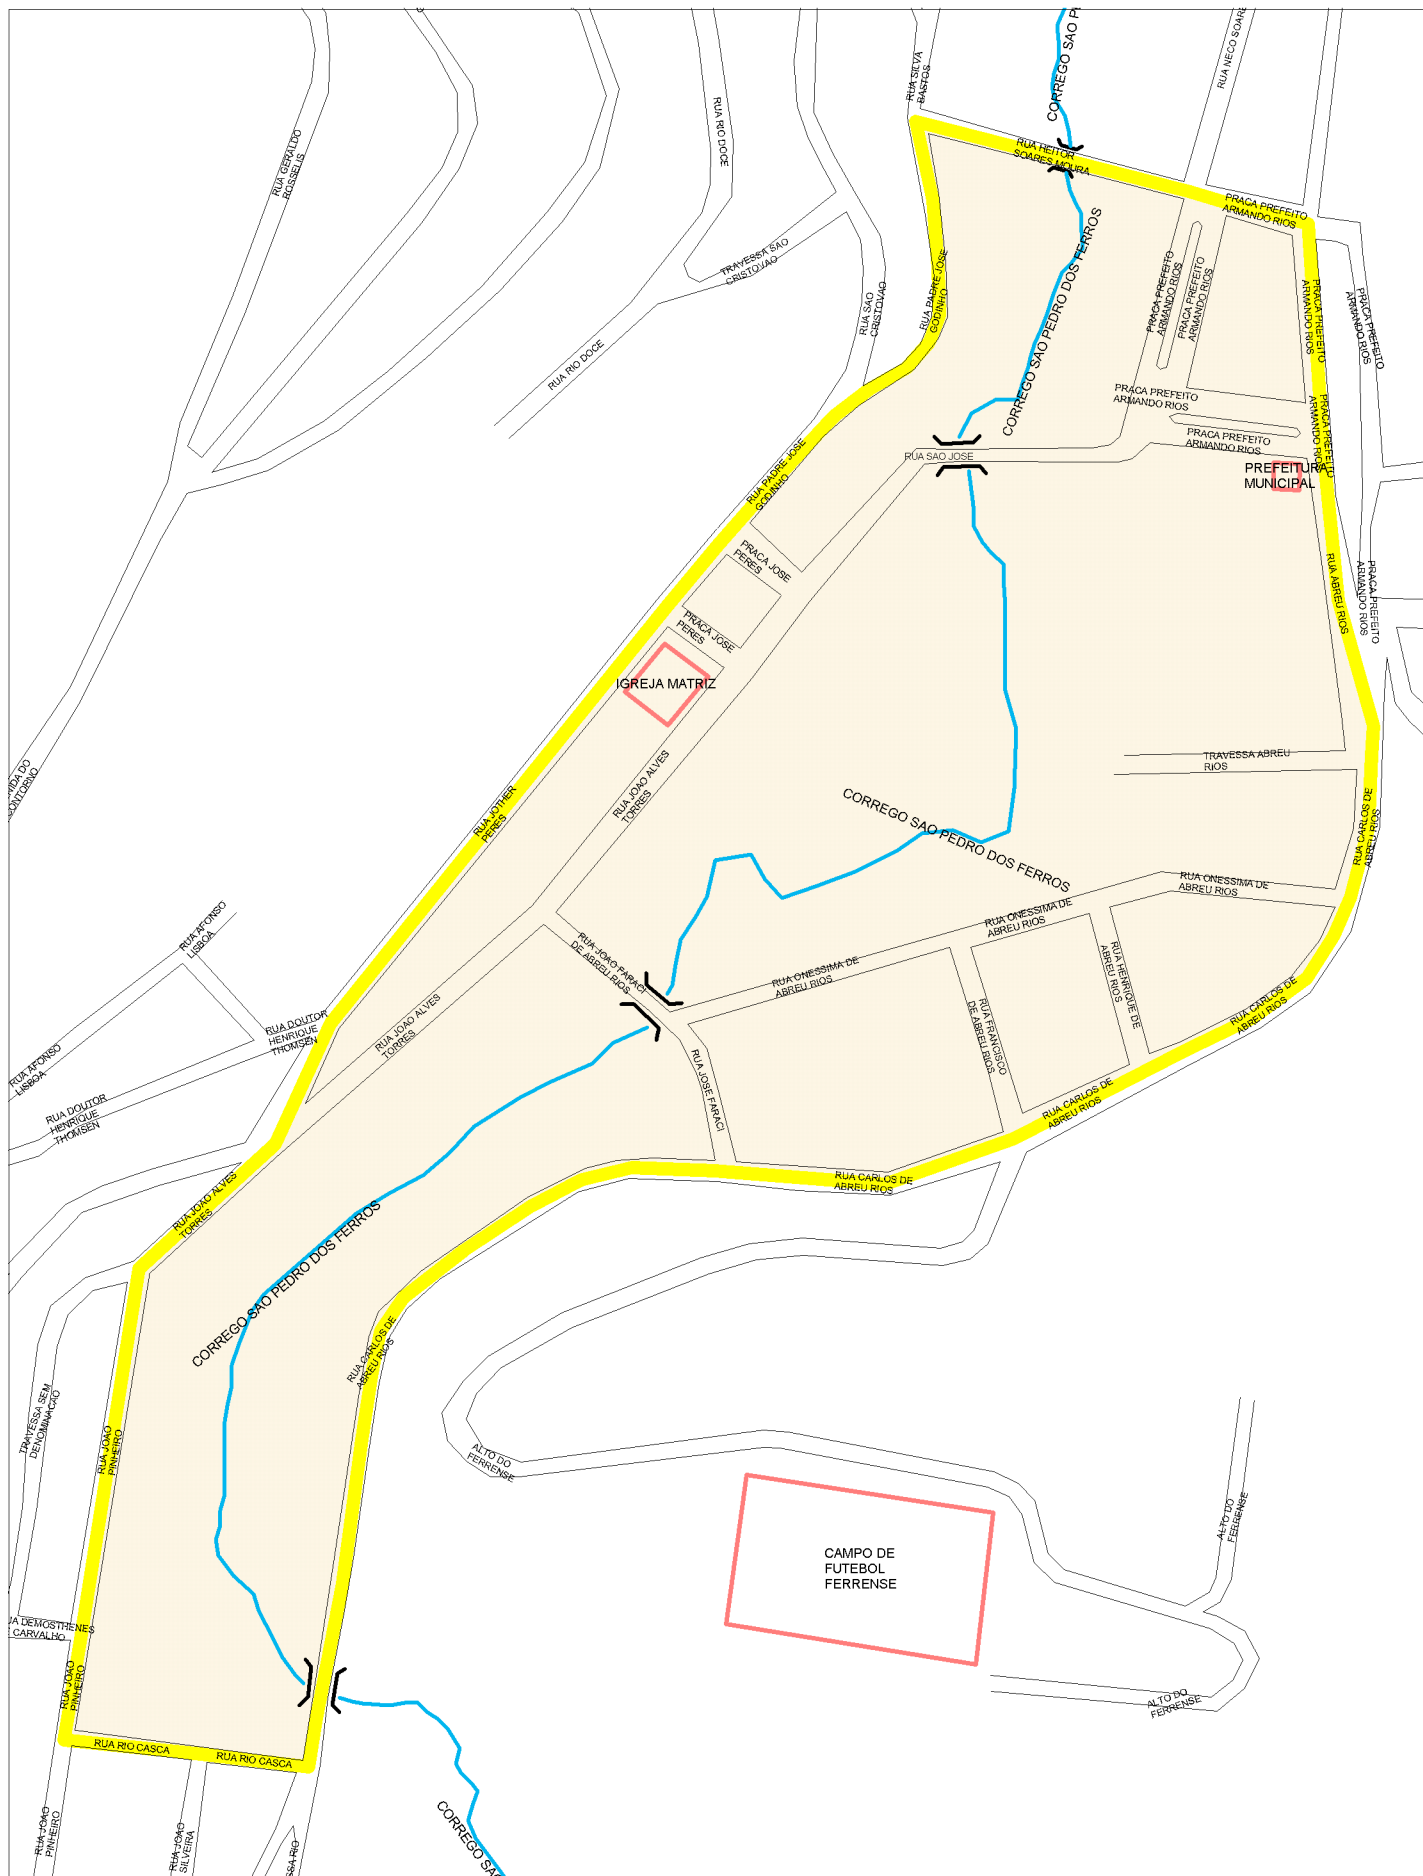 CORREGO SAO P
RUA NECO SOARE
RUA SILVA
BASTOS
RUA RIO DOCE
RUA GERALDO
ROSSELIS
RUA HEITOR
SOARES MOURA
PRACA PREFEITO
ARMANDO RIOS
TRAVESSA SAO
CRISTOVAO
RUA SAO
CRISTOVAO
RUA PADRE JOSE
GODINHO
CORREGO SAO PEDRO DOS FERROS
PRACA PREFEITO
ARMANDO RIOS
PRACA PREFEITO
ARMANDO RIOS
PRACA PREFEITO
ARMANDO RIOS
PRACA PREFEITO
ARMANDO RIOS
RUA RIO DOCE
PRACA PREFEITO
ARMANDO RIOS
PRACA PREFEITO
ARMANDO RIOS
PRACA PREFEITO
ARMANDO RIOS
RUA SAO JOSE
PREFEITURA
MUNICIPAL
RUA PADRE JOSE
GODINHO
PRACA JOSE
PERES
PRACA JOSE
PERES
RUA ABREU RIOS
PRACA PREFEITO
ARMANDO RIOS
IGREJA MATRIZ
NIDA DO
CONTORNO
RUA JOTHER
PERES
RUA JOAO ALVES
TORRES
TRAVESSA ABREU
RIOS
CORREGO SAO PEDRO DOS FERROS
RUA CARLOS DE
ABREU RIOS
RUA ONESSIMA DE
ABREU RIOS
RUA ONESSIMA DE
ABREU RIOS
RUA ONESSIMA DE
ABREU RIOS
RUA AFONSO
LISBOA
RUA JOAO FARACI
DE ABREU RIOS
RUA HENRIQUE DE
ABREU RIOS
RUA FRANCISCO
DE ABREU RIOS
RUA CARLOS DE
ABREU RIOS
RUA DOUTOR
HENRIQUE
THOMSEN
RUA JOAO ALVES
TORRES
RUA AFONSO
LISBOA
RUA DOUTOR
HENRIQUE
THOMSEN
RUA JOSE FARACI
RUA CARLOS DE
ABREU RIOS
RUA CARLOS DE
ABREU RIOS
RUA JOAO ALVES
TORRES
CORREGO SAO PEDRO DOS FERROS
RUA CARLOS DE
ABREU RIOS
TRAVESSA SEM
DENOMINACAO
RUA JOAO
PINHEIRO
ALTO DO
FERRENSE
ALTO DO
FERRENSE
CAMPO DE
FUTEBOL
FERRENSE
UA DEMOSTHENES
E CARVALHO
RUA JOAO
PINHEIRO
ALTO DO
FERRENSE
RUA RIO CASCA
RUA RIO CASCA
RUA JOAO
PINHEIRO
RUA JOAO
SILVEIRA
SSA RIO
CORREGO SAO